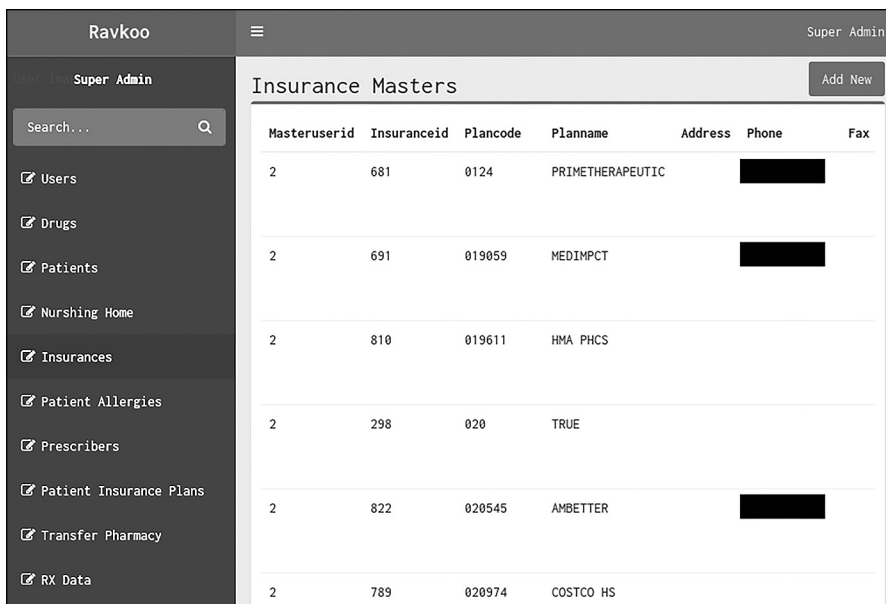 Ravkoo
Super Admin
Super Admin
Search...
Users
Drugs
Patients
Nurshing Home
Insurances
Patient Allergies
Prescribers
Patient Insurance Plans
Transfer Pharmacy
RX Data
Insurance Masters
Add New
Masteruserid Insuranceid Plancode Planname Address Phone Fax
2 681 0124 PRIMETHERAPEUTIC
2 691 019059 MEDIMPCT
2 810 019611 HMA PHCS
2 298 020 TRUE
2 822 020545 AMBETTER
2 789 020974 COSTCO HS